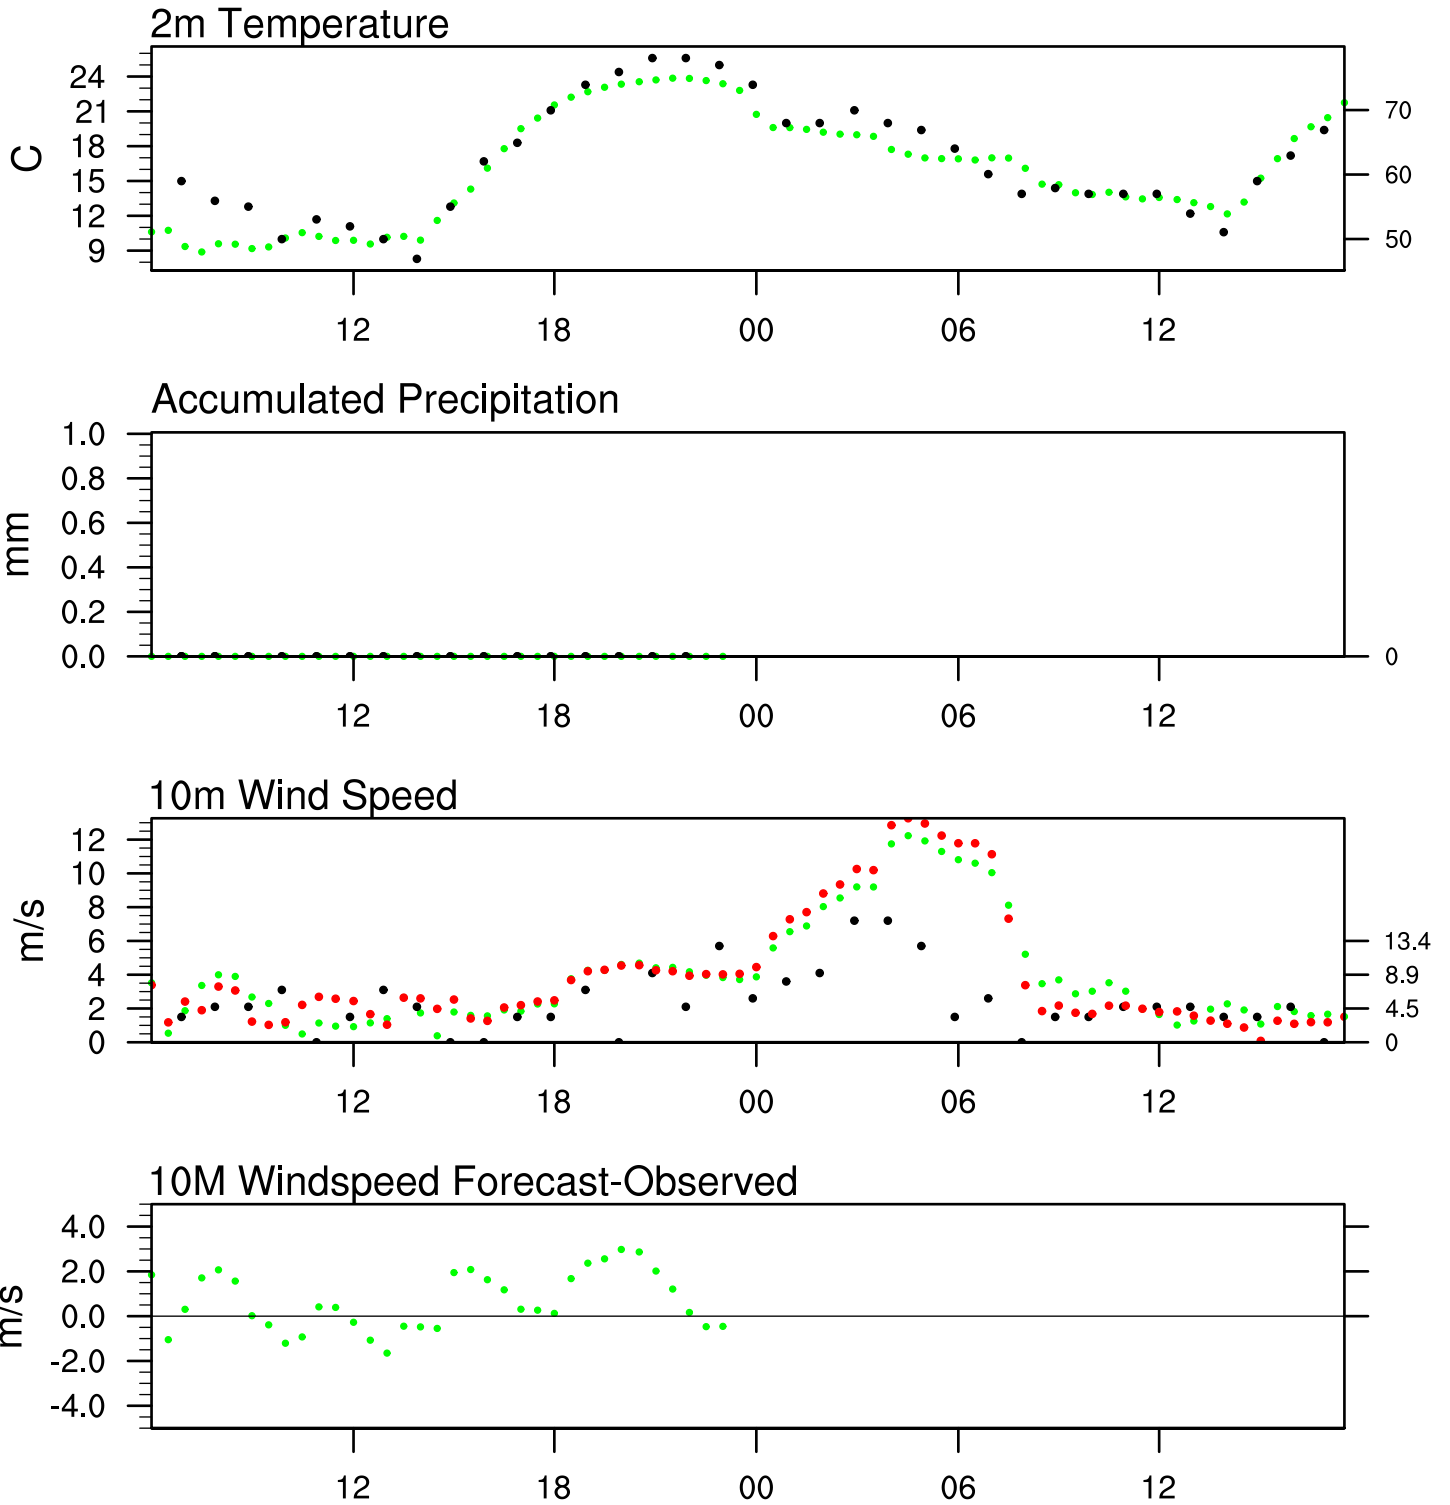 2m Temperature
24
21
18
15
12
9
C
70
60
50
12 18 00 06 12
Accumulated Precipitation
1.0
0.8
0.6
0.4
0.2
0.0
mm
0
12 18 00 06 12
10m Wind Speed
12
10
8
6
4
2
0
m/s
13.4
8.9
4.5
0
12 18 00 06 12
10M Windspeed Forecast-Observed
4.0
2.0
0.0
-2.0
-4.0
m/s
12 18 00 06 12